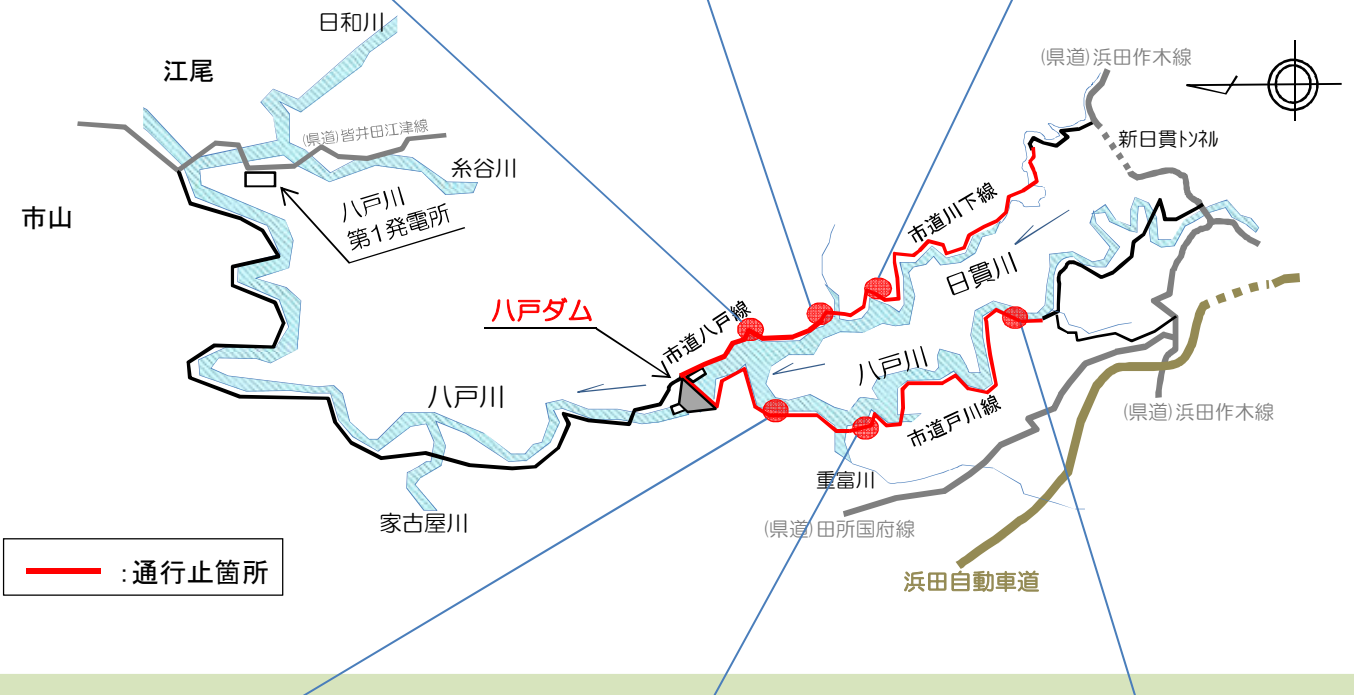 日和川
江尾
(県道)浜田作木線
(県道)皆井田江津線
新日貫トンネル
糸谷川
八戸川
第1発電所
市山
市道川下線
日貫川
八戸ダム
市道八戸線
八戸川
八戸川
市道戸川線
(県道)浜田作木線
重富川
家古屋川
(県道)田所国府線
:通行止箇所
浜田自動車道